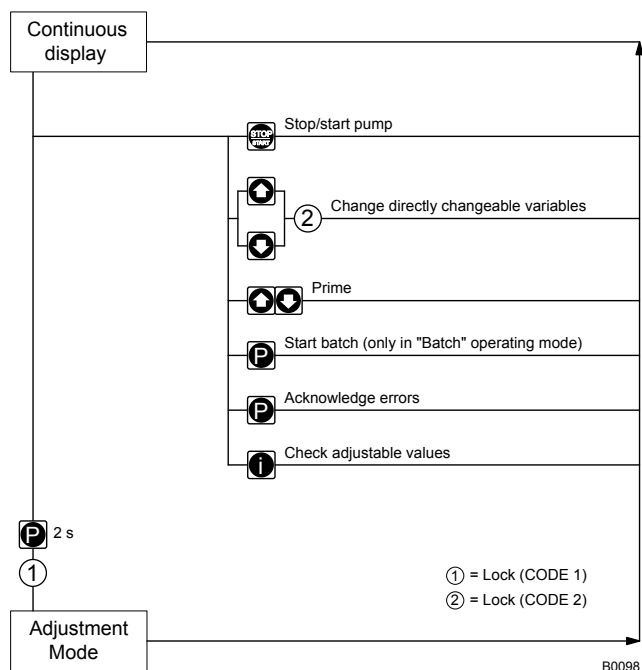 Continuous
display
STOP
START
Stop/start pump
2
Change directly changeable variables
Prime
P
Start batch (only in "Batch" operating mode)
P
Acknowledge errors
i
Check adjustable values
P 2 s
1
1 = Lock (CODE 1)
2 = Lock (CODE 2)
Adjustment
Mode
B0098